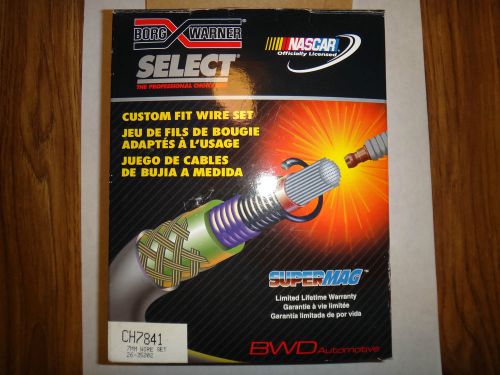 BORG WARNER
SELECT
THE PROFESSIONAL CHOICE
NASCAR
Officially Licensed
CUSTOM FIT WIRE SET
JEU DE FILS DE BOUGIE
ADAPTÉS À L'USAGE
JUEGO DE CABLES
DE BUJIA A MEDIDA
SUPERMAG™
Limited Lifetime Warranty
Garantie à vie limitée
Garantía limitada de por vida
CH7841
7MM WIRE SET
BWD Automotive